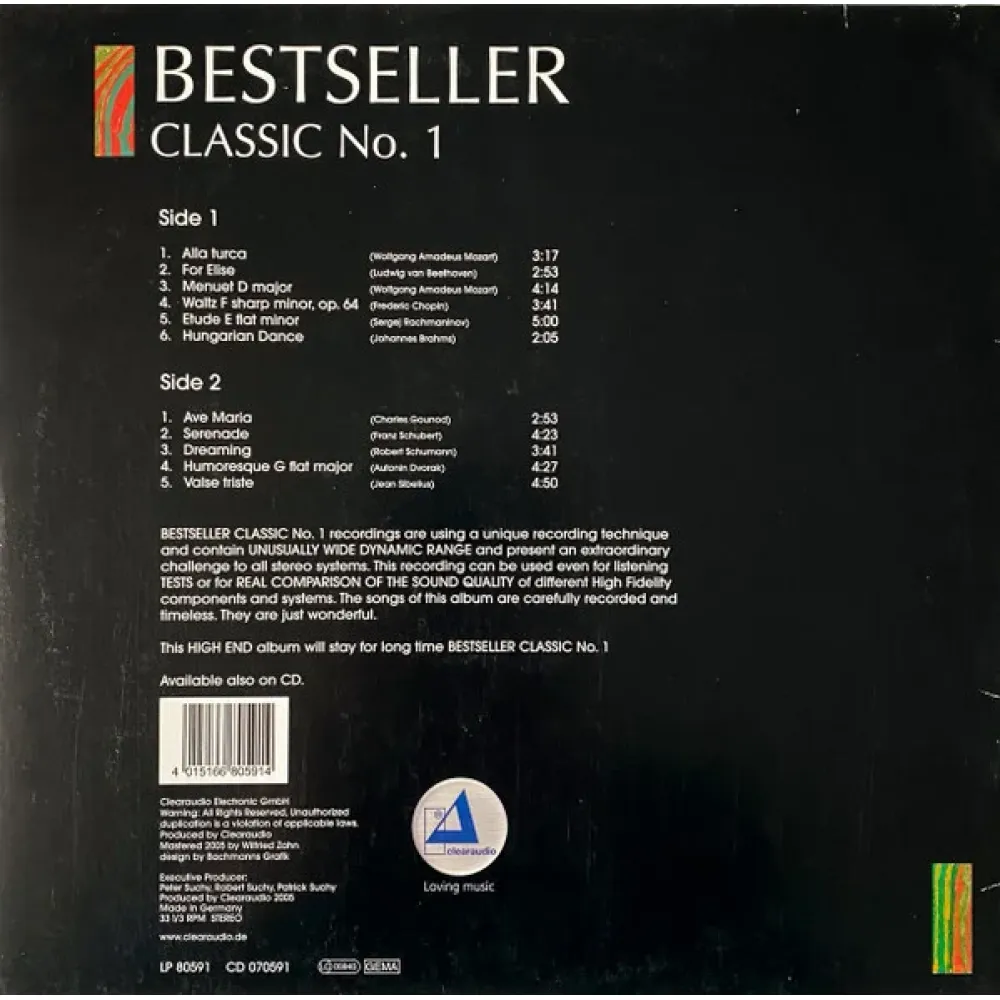 BESTSELLER
CLASSIC No. 1
Side 1
1. Alla turca (Wolfgang Amadeus Mozart) 3:17
2. For Elise (Ludwig van Beethoven) 2:53
3. Menuet D major (Wolfgang Amadeus Mozart) 4:14
4. Waltz F sharp minor, op. 64 (Frederic Chopin) 3:41
5. Etude E flat minor (Sergej Rachmaninov) 5:00
6. Hungarian Dance (Johannes Brahms) 2:05
Side 2
1. Ave Maria (Charles Gounod) 2:53
2. Serenade (Franz Schubert) 4:23
3. Dreaming (Robert Schumann) 3:41
4. Humoresque G flat major (Autonin Dvorak) 4:27
5. Valse triste (Jean Sibelius) 4:50
BESTSELLER CLASSIC No. 1 recordings are using a unique recording technique
and contain UNUSUALLY WIDE DYNAMIC RANGE and present an extraordinary
challenge to all stereo systems. This recording can be used even for listening
TESTS or for REAL COMPARISON OF THE SOUND QUALITY of different High Fidelity
components and systems. The songs of this album are carefully recorded and
timeless. They are just wonderful.
This HIGH END album will stay for long time BESTSELLER CLASSIC No. 1
Available also on CD.
4 015166 805914
Clearaudio Electronic GmbH
Warning: All Rights Reserved, Unauthorized
duplication is a violation of applicable laws.
Produced by Clearaudio
Mastered 2005 by Wilfried Zahn
design by Bachmanns Grafik
Executive Producer:
Peter Suchy, Robert Suchy, Patrick Suchy
Produced by Clearaudio 2005
Made in Germany
33 1/3 RPM STEREO
www.clearaudio.de
®
clearaudio
Loving music
LP 80591 CD 070591 LC 00840 GEMA